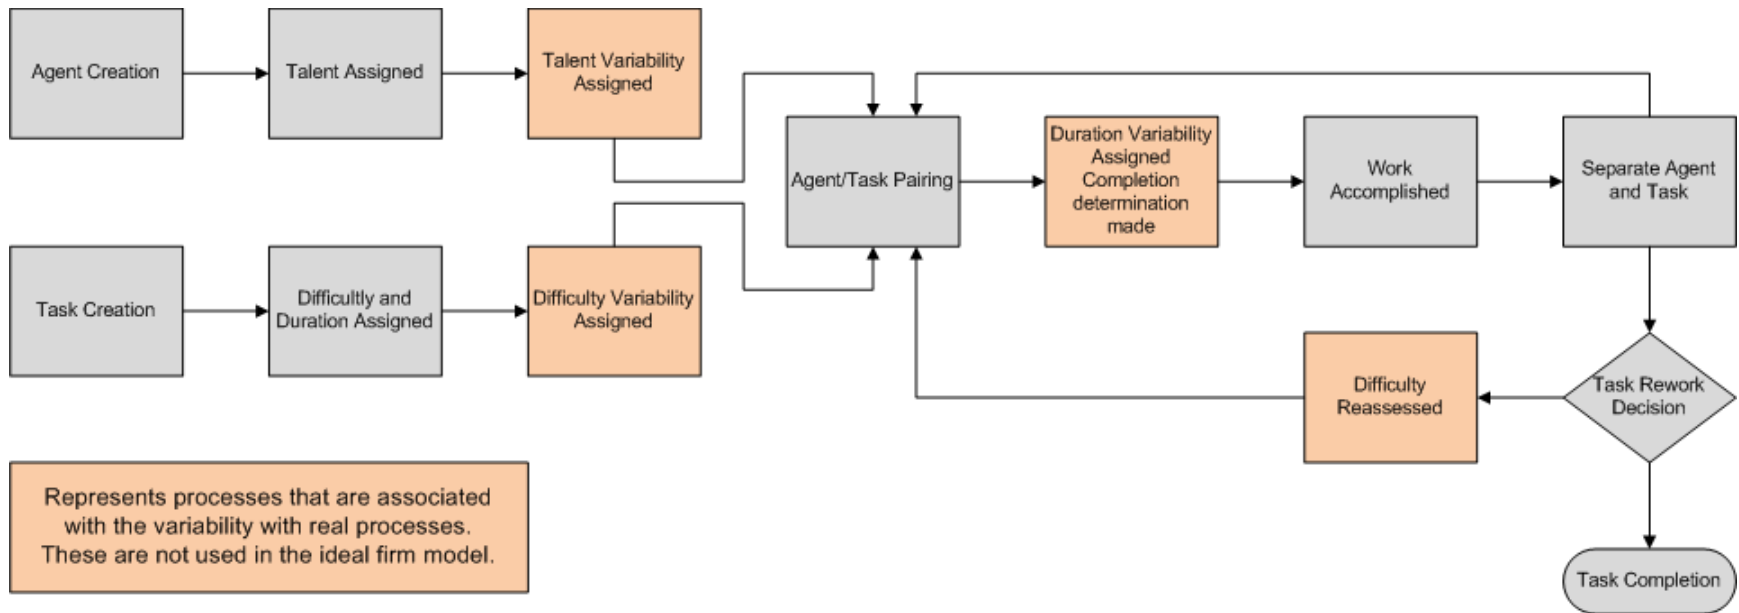 Agent Creation
Talent Assigned
Talent Variability
Assigned
Agent/Task Pairing
Duration Variability
Assigned
Completion
determination
made
Work
Accomplished
Separate Agent
and Task
Task Creation
Difficultly and
Duration Assigned
Difficulty Variability
Assigned
Difficulty
Reassessed
Task Rework
Decision
Represents processes that are associated
with the variability with real processes.
These are not used in the ideal firm model.
Task Completion